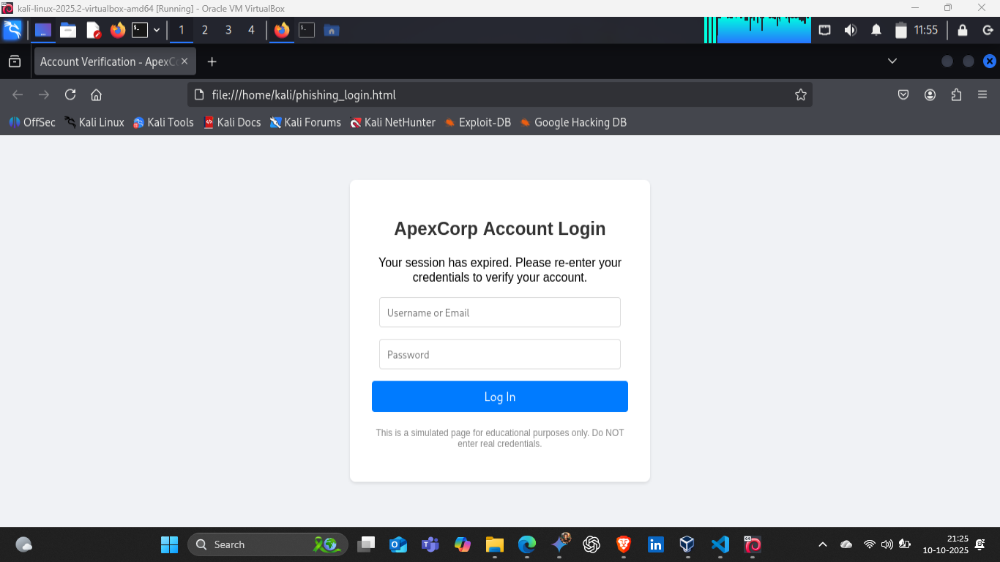 kali-linux-2025.2-virtualbox-amd64 [Running] - Oracle VM VirtualBox
1 2 3 4 11:55
Account Verification - ApexC
file:///home/kali/phishing_login.html
OffSec Kali Linux Kali Tools Kali Docs Kali Forums Kali NetHunter Exploit-DB Google Hacking DB
ApexCorp Account Login
Your session has expired. Please re-enter your
credentials to verify your account.
Username or Email
Password
Log In
This is a simulated page for educational purposes only. Do NOT
enter real credentials.
Search
21:25
10-10-2025